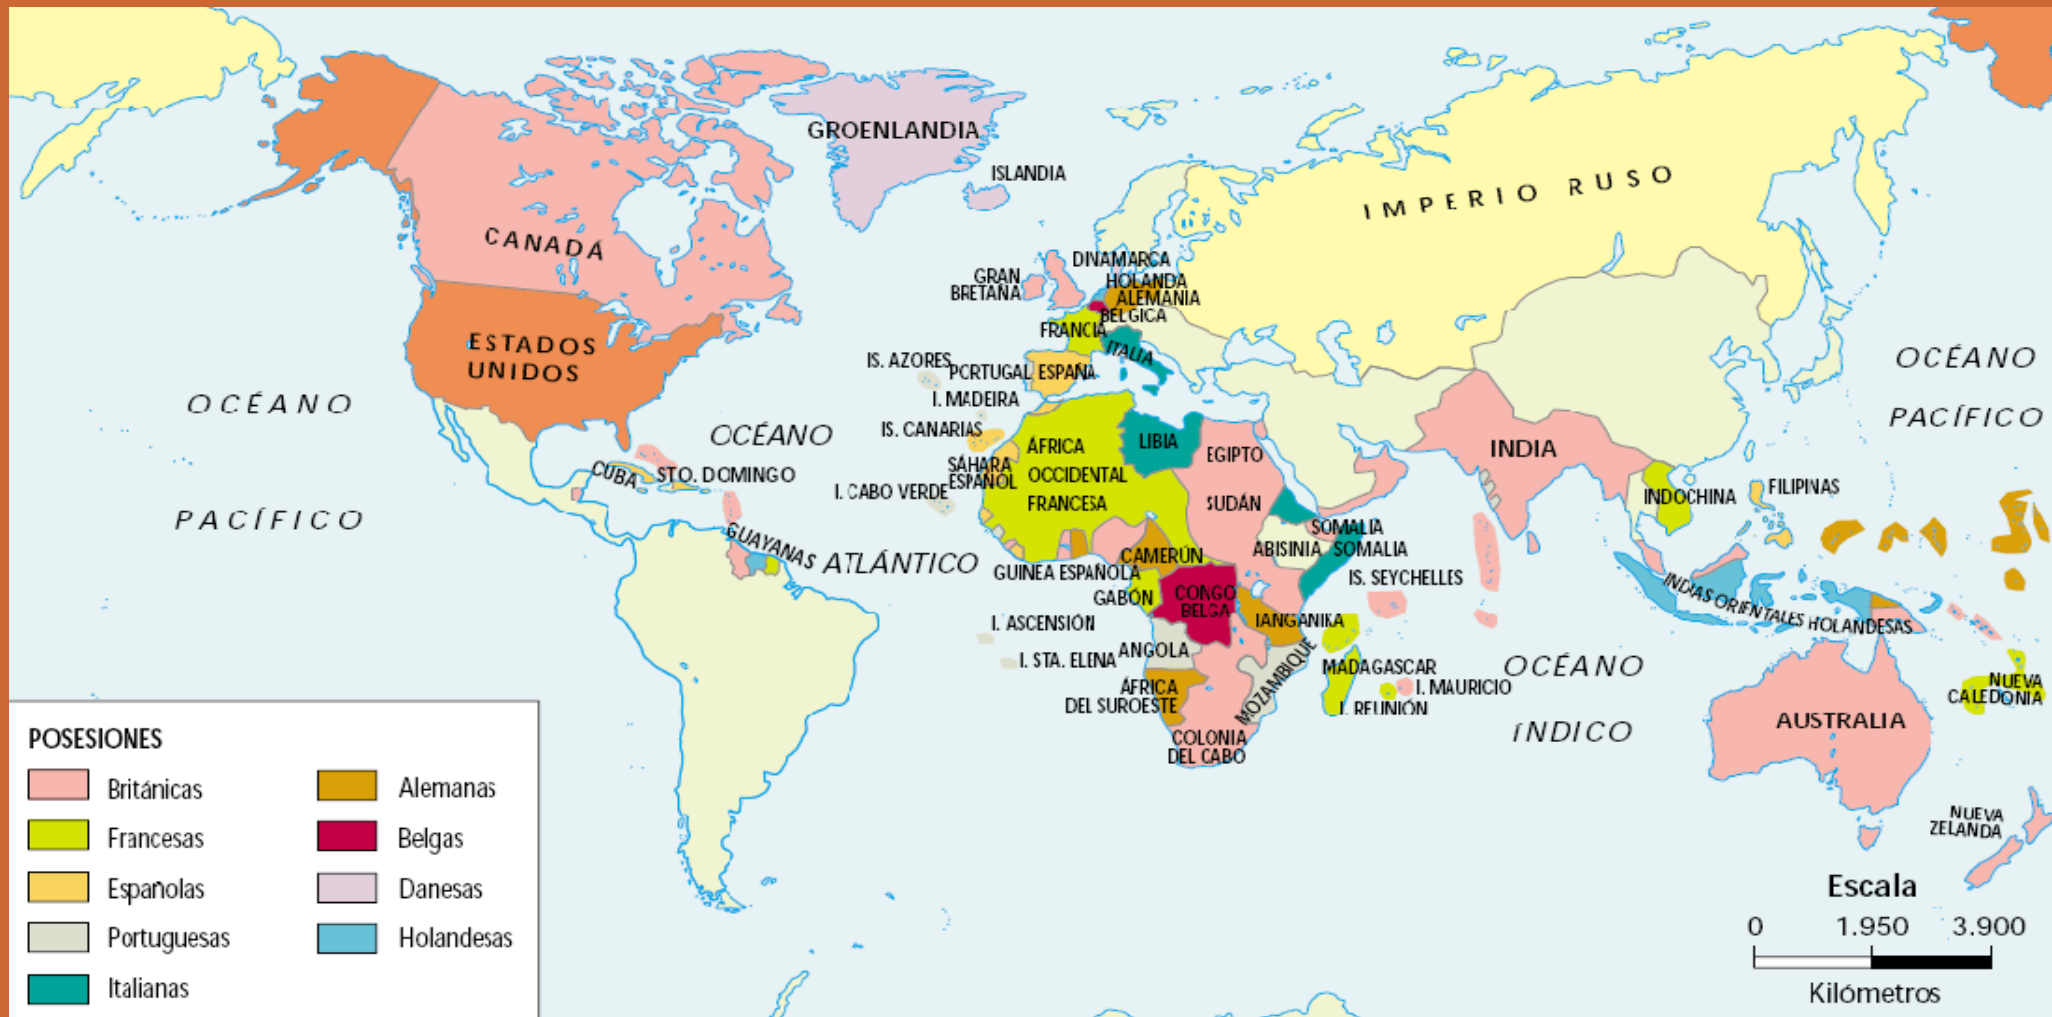 GROENLANDIA
ISLANDIA
IMPERIO RUSO
CANADÁ
DINAMARCA
GRAN
BRETAÑA
HOLANDA
ALEMANIA
BELGICA
FRANCIA
ITALIA
ESTADOS
UNIDOS
IS. AZORES
PORTUGAL
ESPAÑA
I. MADEIRA
IS. CANARIAS
OCÉANO
PACÍFICO
OCÉANO
ATLÁNTICO
OCÉANO
PACÍFICO
CUBA
STO. DOMINGO
I. CABO VERDE
SÁHARA
ESPAÑOL
ÁFRICA
OCCIDENTAL
FRANCESA
LIBIA
EGIPTO
SUDÁN
INDIA
INDOCHINA
FILIPINAS
GUAYANAS
SOMALIA
ABISINIA
SOMALIA
CAMERÚN
GUINEA ESPAÑOLA
GABÓN
CONGO
BELGA
IS. SEYCHELLES
TANGANIKA
I. ASCENSIÓN
I. STA. ELENA
ANGOLA
MOZAMBIQUE
MADAGASCAR
I. MAURICIO
I. REUNIÓN
ÁFRICA
DEL SUROESTE
COLONIA
DEL CABO
INDIAS ORIENTALES HOLANDESAS
OCÉANO
ÍNDICO
NUEVA
CALEDONIA
AUSTRALIA
NUEVA
ZELANDA
POSESIONES
Británicas
Francesas
Españolas
Portuguesas
Italianas
Alemanas
Belgas
Danesas
Holandesas
Escala
0 1.950 3.900
Kilómetros